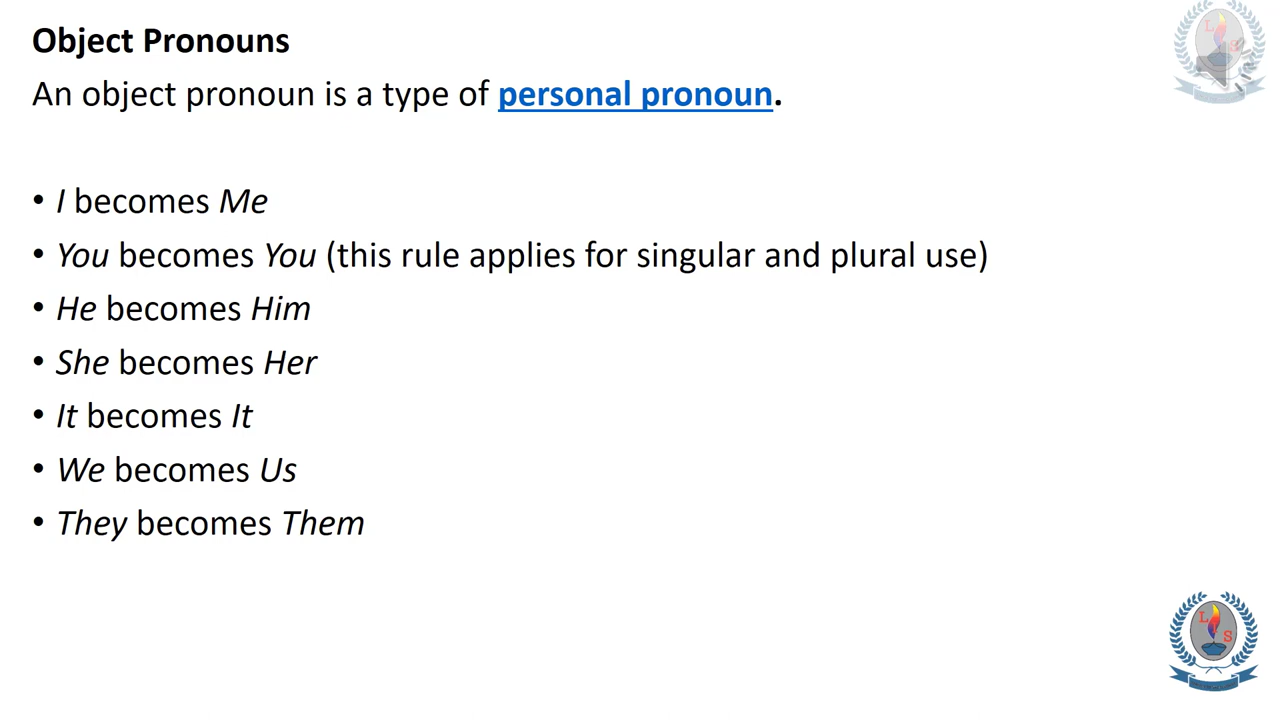 Object Pronouns
An object pronoun is a type of personal pronoun.
• I becomes Me
• You becomes You (this rule applies for singular and plural use)
• He becomes Him
• She becomes Her
• It becomes It
• We becomes Us
• They becomes Them
L S